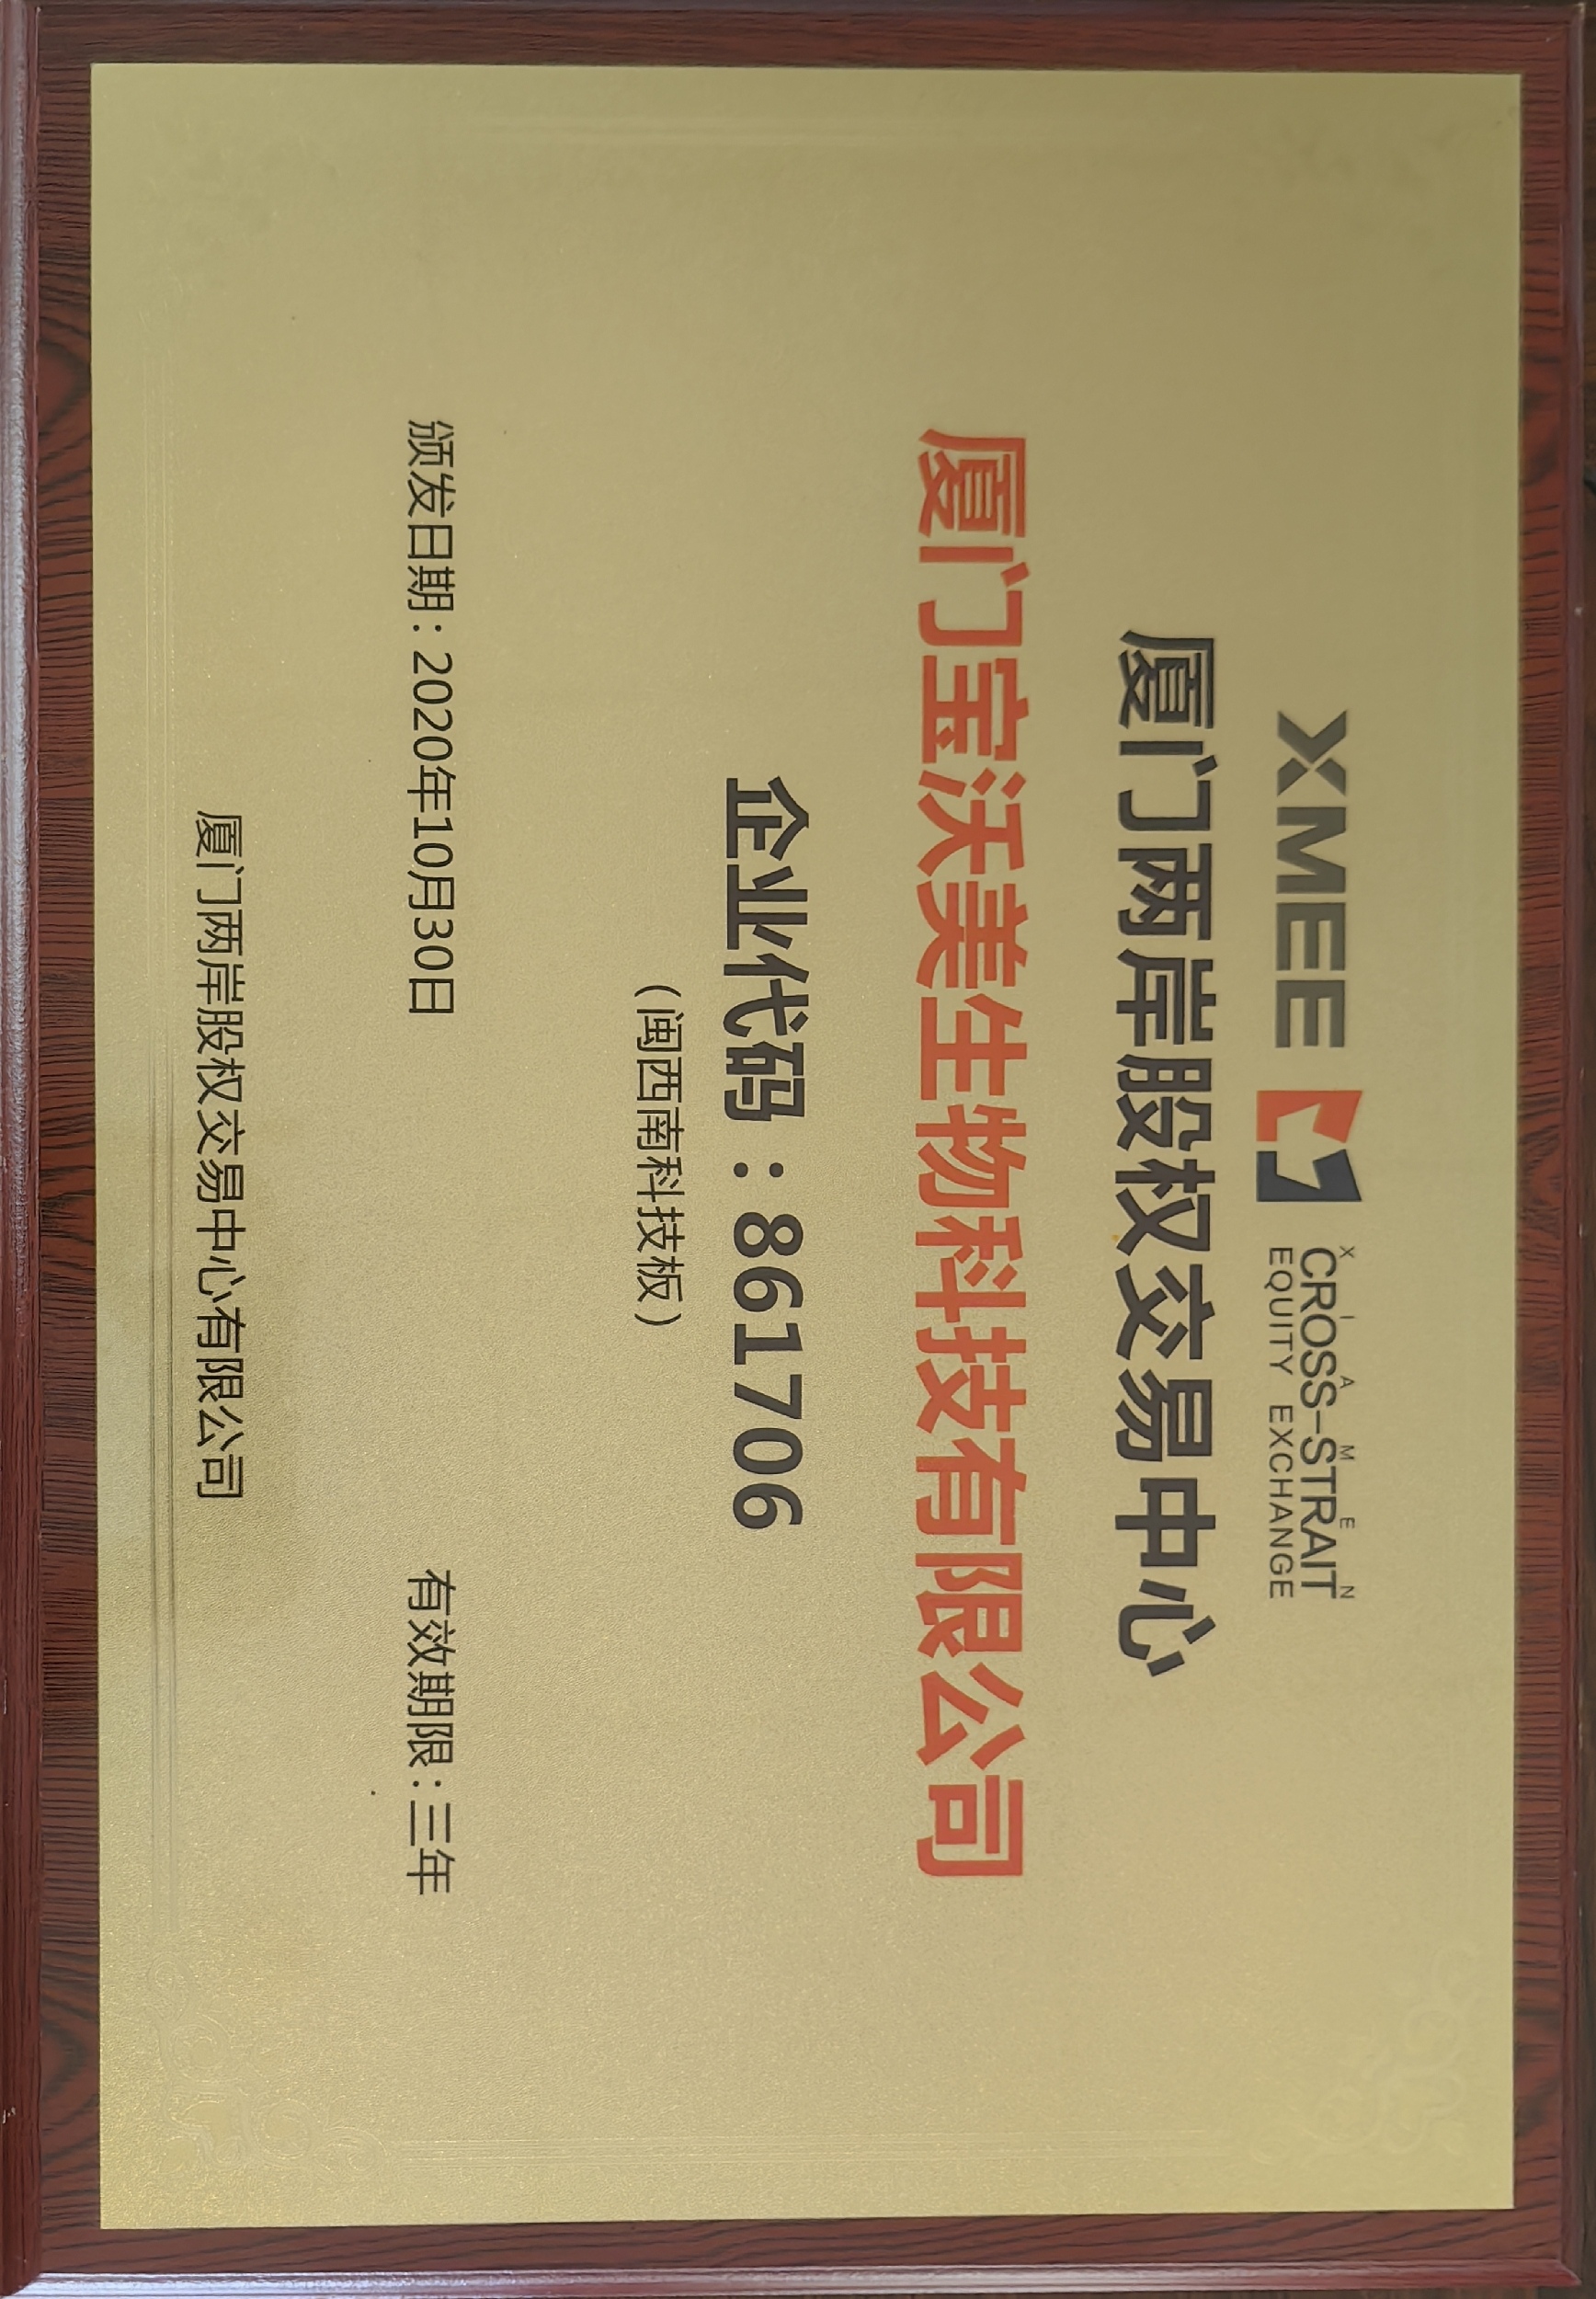 XMEE
XIAMEN
CROSS-STRAIT
EQUITY EXCHANGE
厦门两岸股权交易中心
厦门宝沃美生物科技有限公司
企业代码：861706
（闽西南科技板）
颁发日期：2020年10月30日 有效期限：三年
厦门两岸股权交易中心有限公司